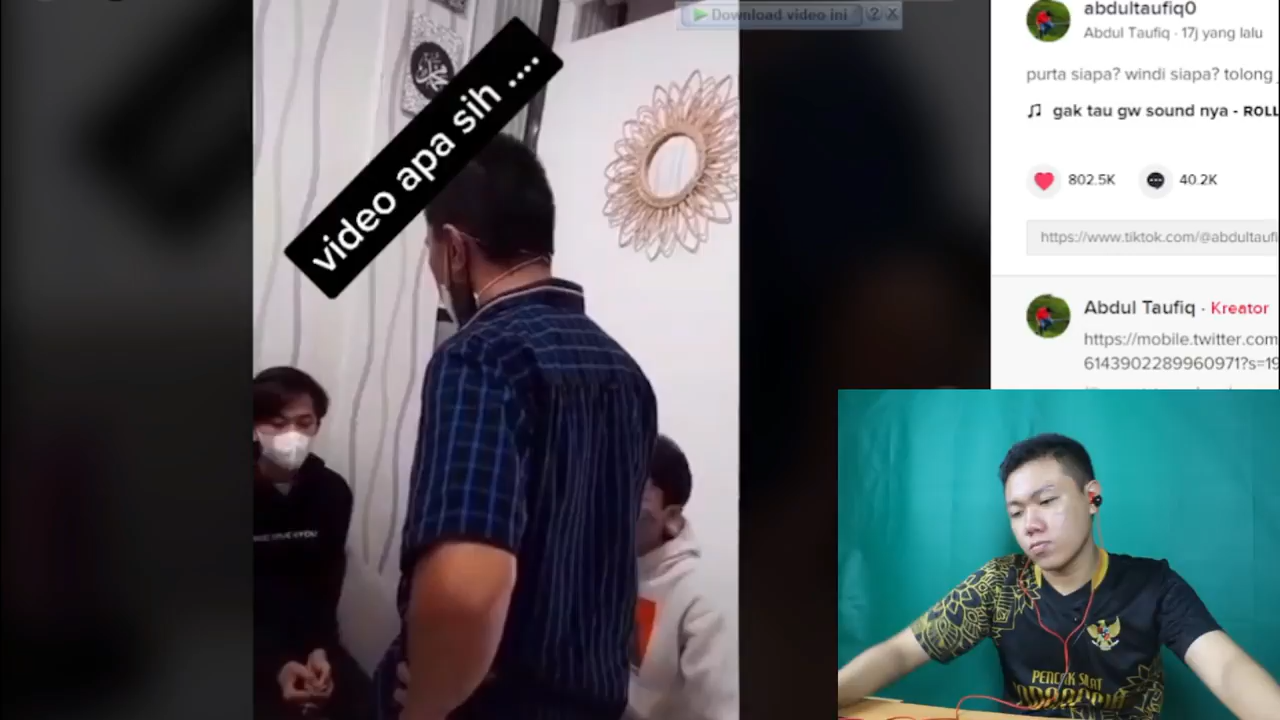 video apa sih ....
Download video ini
abdultaufiq0
Abdul Taufiq · 17j yang lalu
purta siapa? windi siapa? tolong
gak tau gw sound nya - ROLL
802.5K
40.2K
https://www.tiktok.com/@abdultaufi
Abdul Taufiq · Kreator
https://mobile.twitter.com
6143902289960971?s=19
PENCAK SILAT
INDONESIA